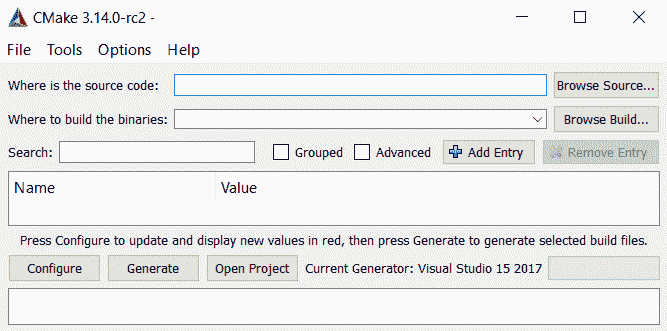 CMake 3.14.0-rc2 -
File Tools Options Help
Where is the source code: Browse Source...
Where to build the binaries: Browse Build...
Search: Grouped Advanced Add Entry Remove Entry
Name Value
Press Configure to update and display new values in red, then press Generate to generate selected build files.
Configure Generate Open Project Current Generator: Visual Studio 15 2017